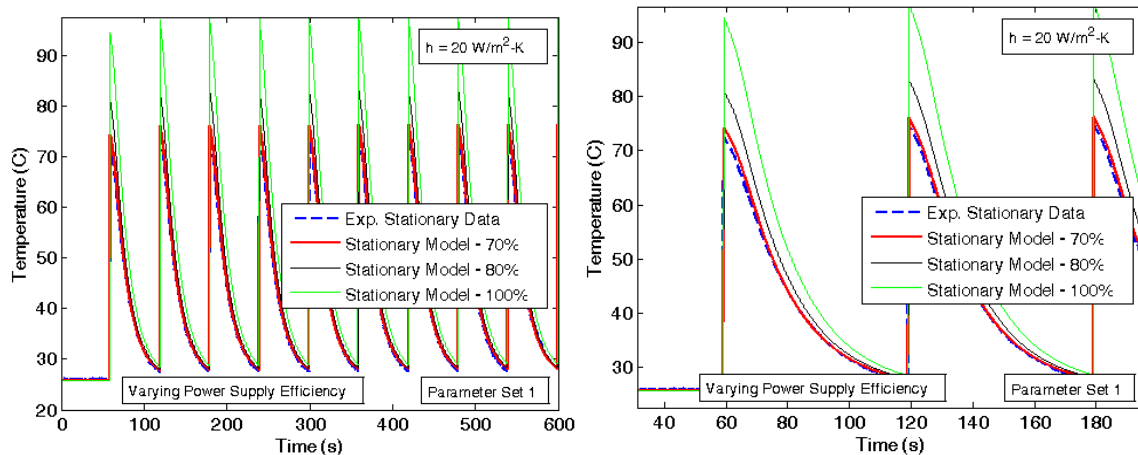 h = 20 W/m²-K
Temperature (C)
90
80
70
60
50
40
30
20
Exp. Stationary Data
Stationary Model - 70%
Stationary Model - 80%
Stationary Model - 100%
Varying Power Supply Efficiency
Parameter Set 1
0 100 200 300 400 500 600
Time (s)
h = 20 W/m²-K
Temperature (C)
90
80
70
60
50
40
30
Exp. Stationary Data
Stationary Model - 70%
Stationary Model - 80%
Stationary Model - 100%
Varying Power Supply Efficiency
Parameter Set 1
40 60 80 100 120 140 160 180
Time (s)